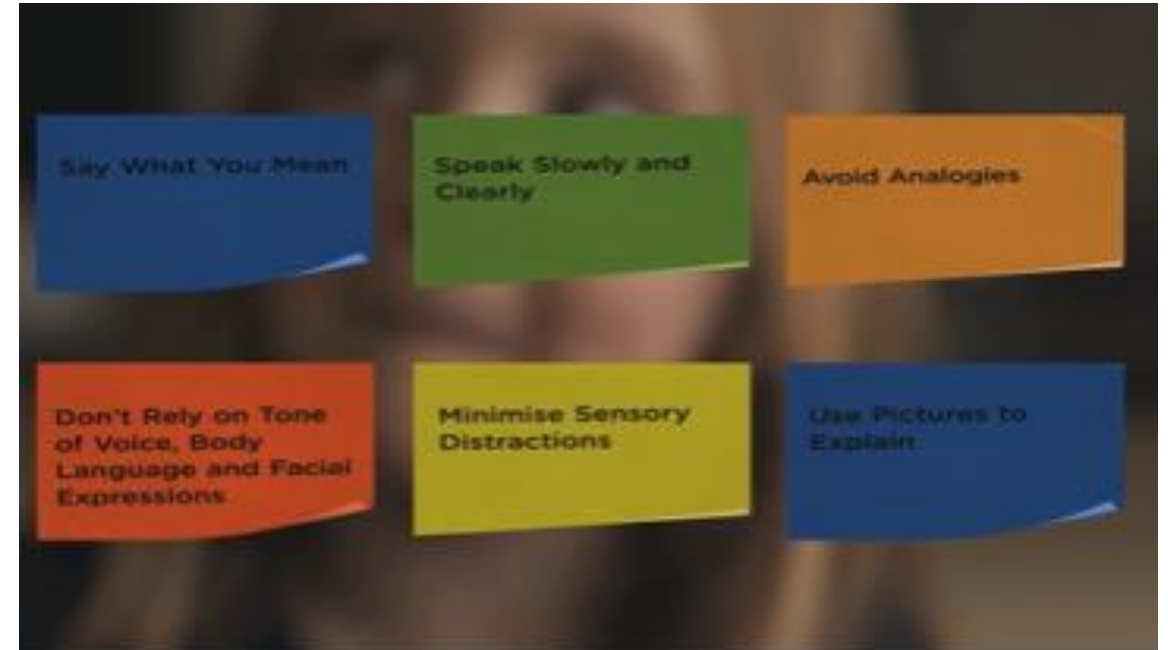 Say What You Mean
Speak Slowly and
Clearly
Avoid Analogies
Don't Rely on Tone
of Voice, Body
Language and Facial
Expressions
Minimise Sensory
Distractions
Use Pictures to
Explain